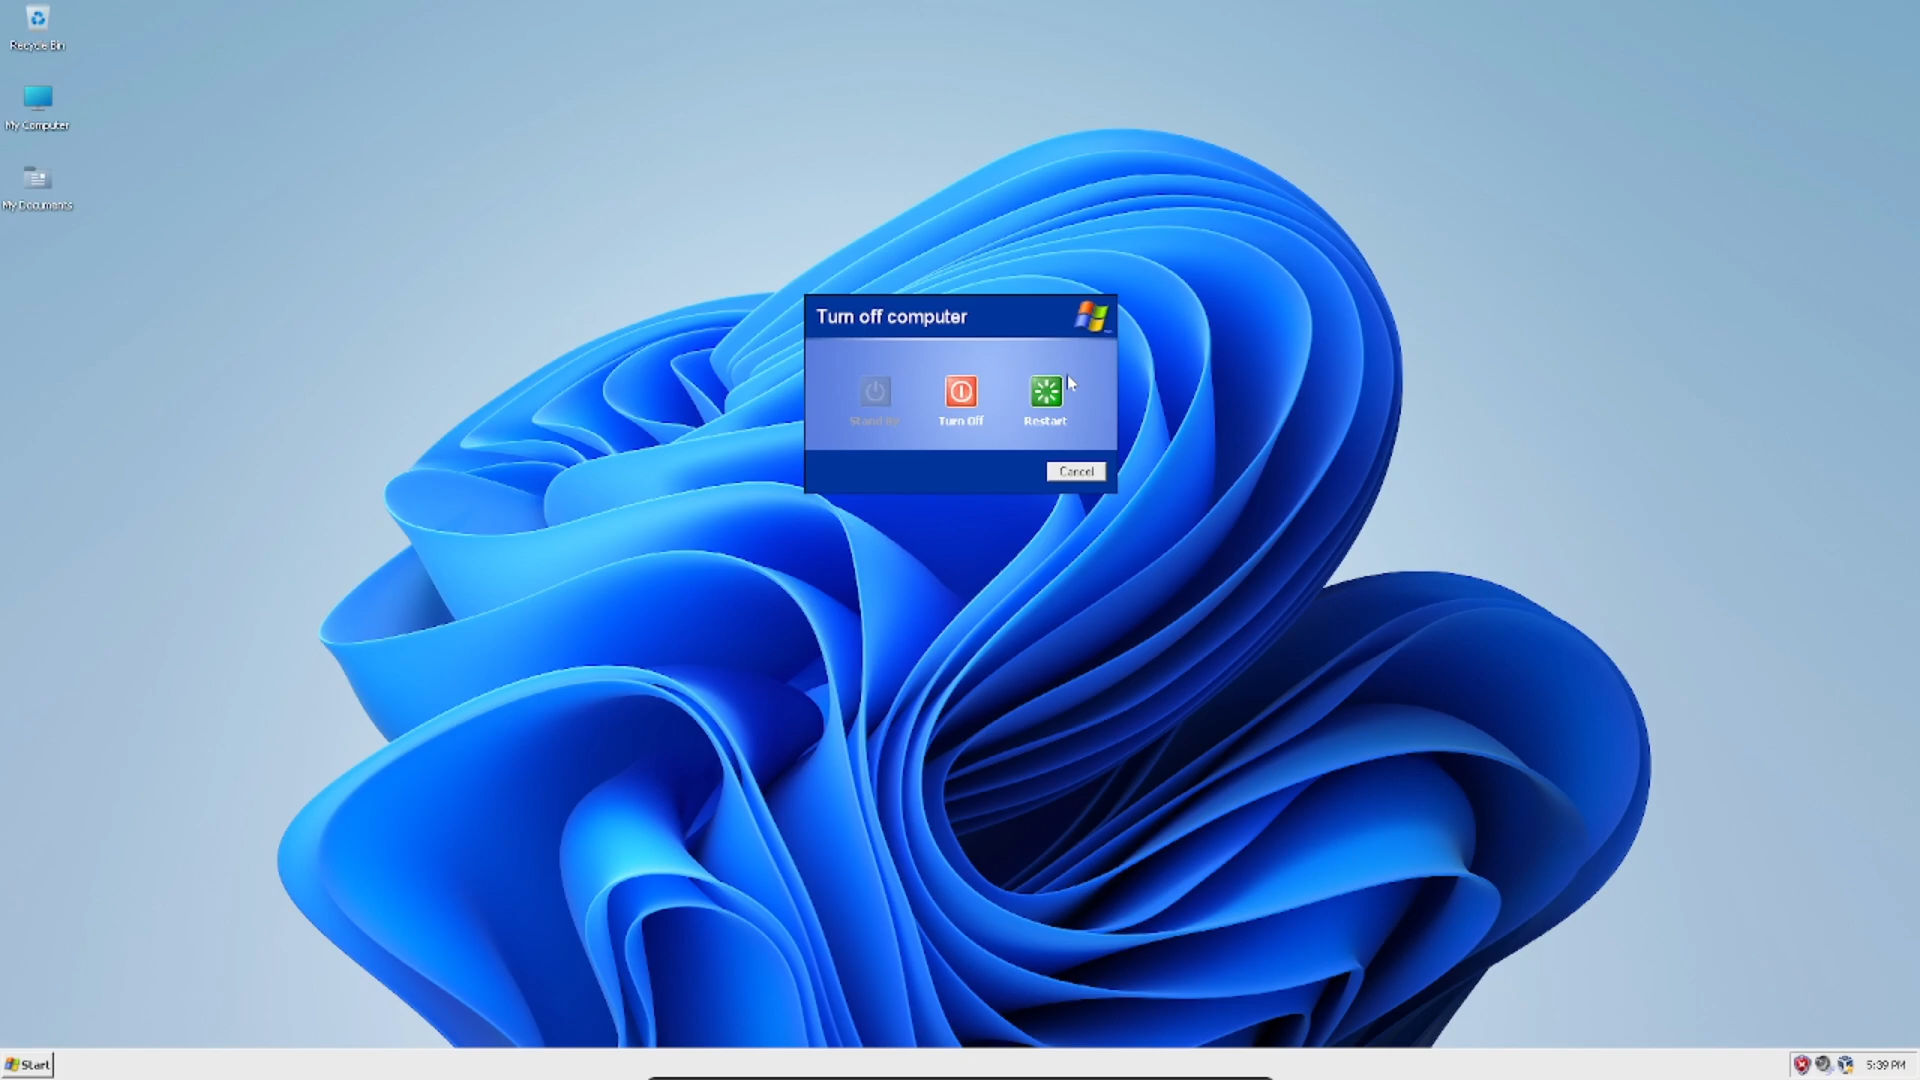 Recycle Bin
My Computer
My Documents
Turn off computer
Stand By
Turn Off
Restart
Cancel
Start
5:39 PM